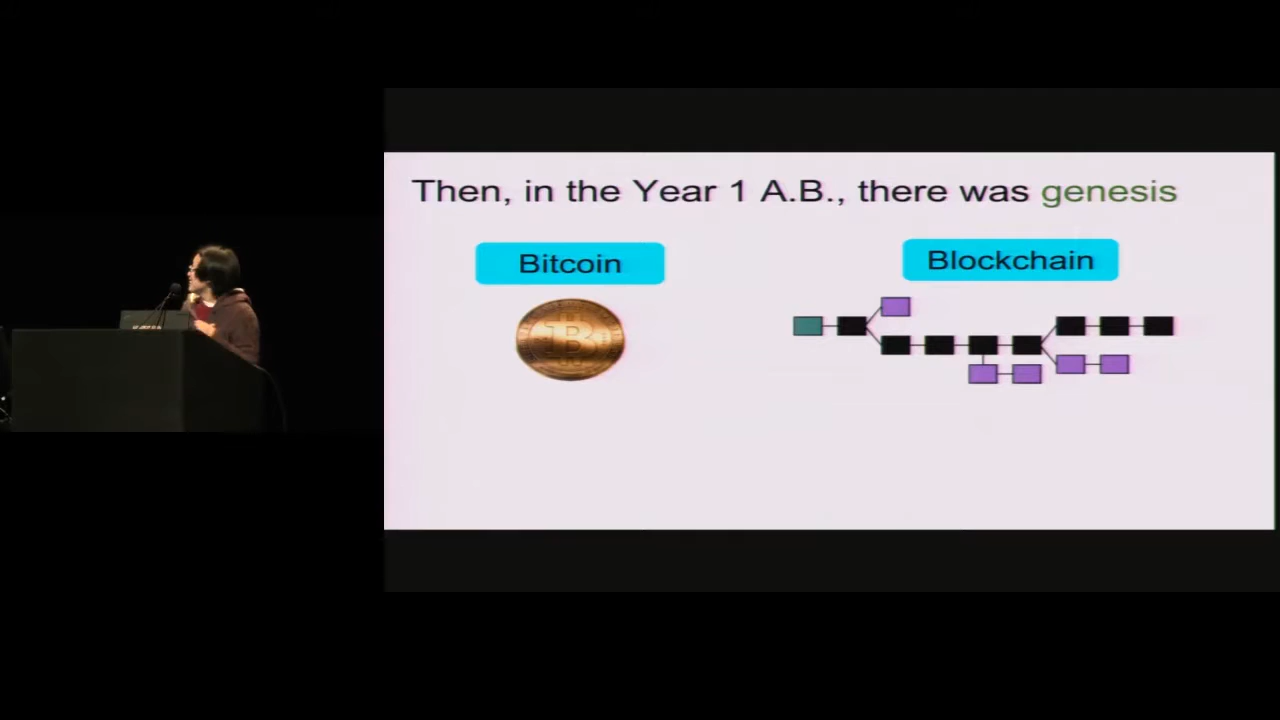 Then, in the Year 1 A.B., there was genesis
Bitcoin
Blockchain
B